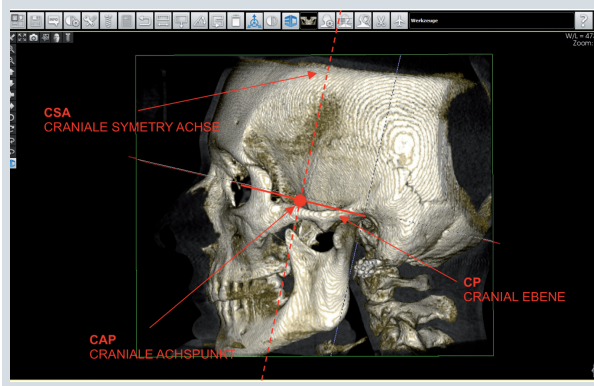 Werkzeuge
?
W/L = 47
Zoom:
CSA
CRANIALE SYMETRY ACHSE
CP
CRANIAL EBENE
CAP
CRANIALE ACHSPUNKT